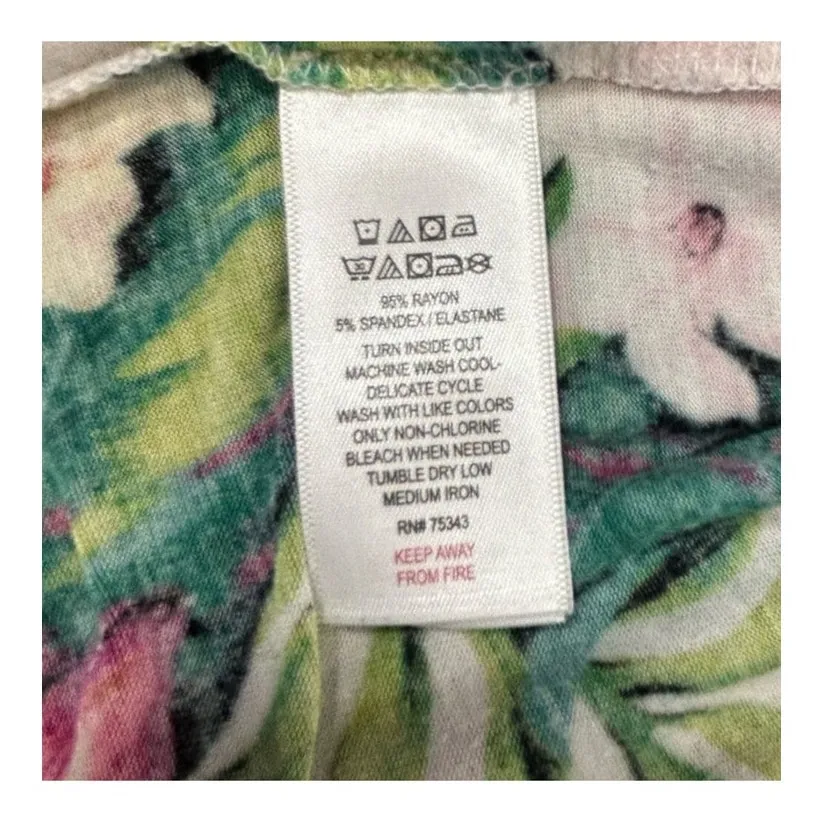 30
95% RAYON
5% SPANDEX / ELASTANE
TURN INSIDE OUT
MACHINE WASH COOL-
DELICATE CYCLE
WASH WITH LIKE COLORS
ONLY NON-CHLORINE
BLEACH WHEN NEEDED
TUMBLE DRY LOW
MEDIUM IRON
RN# 75343
KEEP AWAY
FROM FIRE